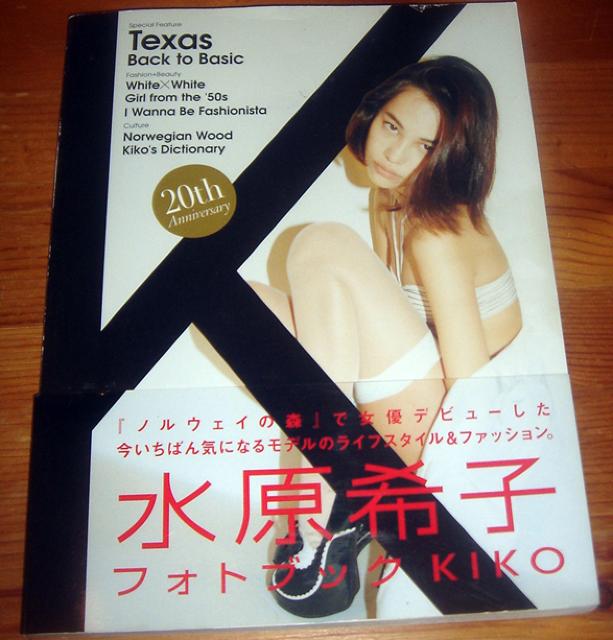 Special Feature
Texas
Back to Basic
Fashion+Beauty
White×White
Girl from the '50s
I Wanna Be Fashionista
Culture
Norwegian Wood
Kiko's Dictionary
20th
Anniversary
K
『ノルウェイの森』で女優デビューした
今いちばん気になるモデルのライフスタイル&ファッション。
水原希子
フォトブック KIKO